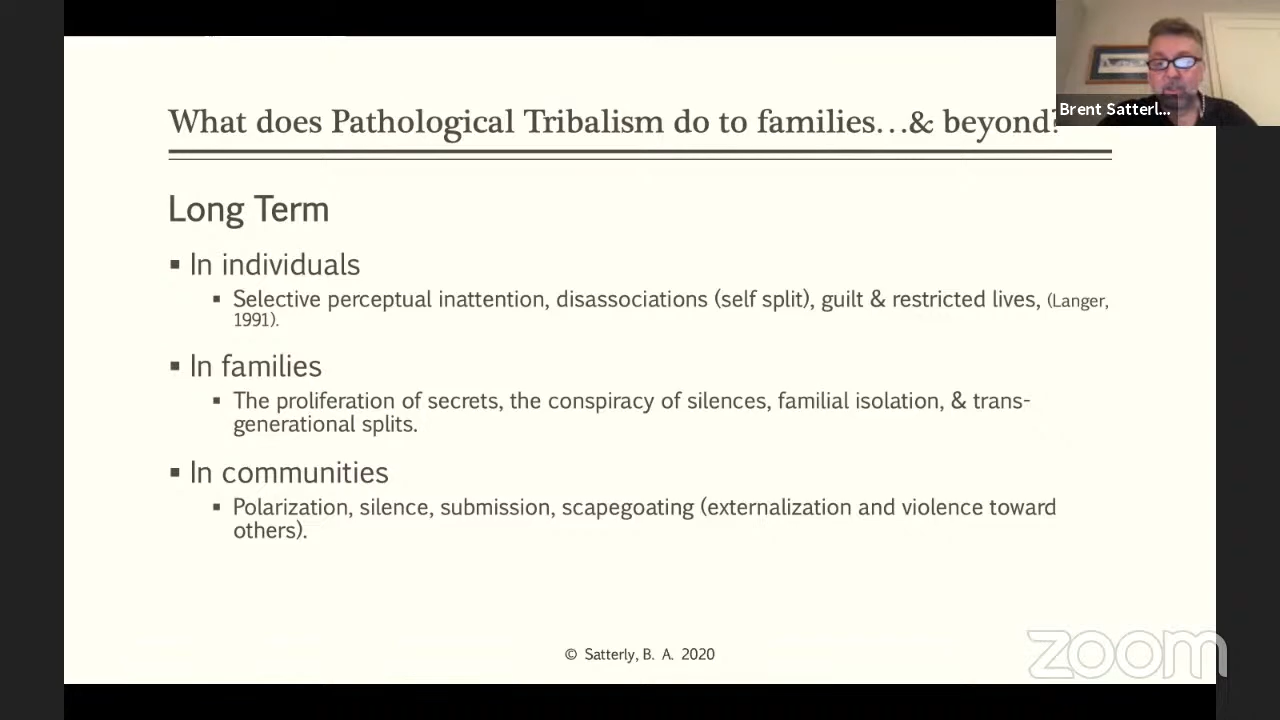 What does Pathological Tribalism do to families…& beyond?
Brent Satterl...
Long Term
▪ In individuals
▪ Selective perceptual inattention, disassociations (self split), guilt & restricted lives, (Langer,
1991).
▪ In families
▪ The proliferation of secrets, the conspiracy of silences, familial isolation, & trans-
generational splits.
▪ In communities
▪ Polarization, silence, submission, scapegoating (externalization and violence toward
others).
© Satterly, B. A. 2020
zoom